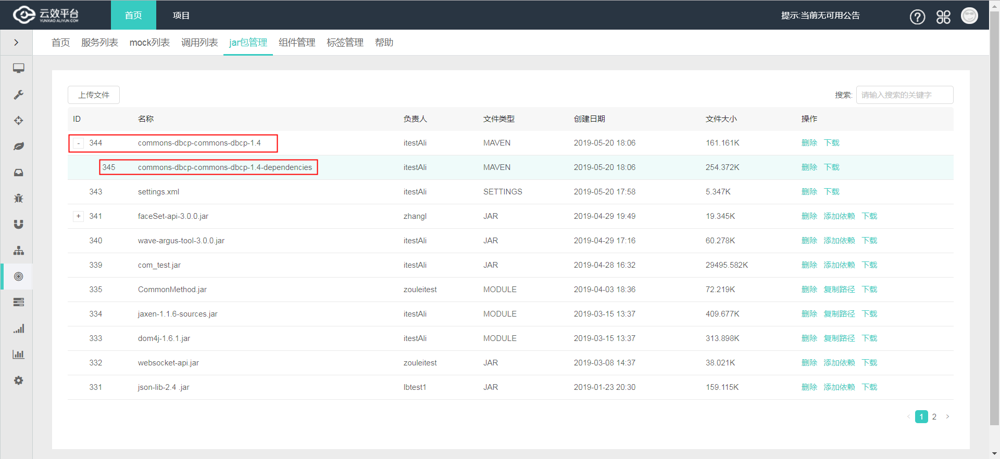 云效平台 首页 项目 提示:当前无可用公告
YUNXIAO.ALIYUN.COM
首页 服务列表 mock列表 调用列表 jar包管理 组件管理 标签管理 帮助
上传文件 搜索: 请输入搜索的关键字
ID 名称 负责人 文件类型 创建日期 文件大小 操作
- 344 commons-dbcp-commons-dbcp-1.4 itestAli MAVEN 2019-05-20 18:06 161.161K 删除 下载
345 commons-dbcp-commons-dbcp-1.4-dependencies itestAli MAVEN 2019-05-20 18:06 254.372K 删除 下载
343 settings.xml itestAli SETTINGS 2019-05-20 17:58 5.347K 删除 下载
+ 341 faceSet-api-3.0.0.jar zhangl JAR 2019-04-29 19:49 19.345K 删除 添加依赖 下载
340 wave-argus-tool-3.0.0.jar itestAli JAR 2019-04-29 17:16 60.278K 删除 添加依赖 下载
339 com_test.jar itestAli JAR 2019-04-28 16:32 29495.582K 删除 添加依赖 下载
335 CommonMethod.jar zouleitest MODULE 2019-04-03 18:36 72.219K 删除 复制路径 下载
334 jaxen-1.1.6-sources.jar itestAli MODULE 2019-03-15 13:37 409.677K 删除 复制路径 下载
333 dom4j-1.6.1.jar itestAli MODULE 2019-03-15 13:37 313.898K 删除 复制路径 下载
332 websocket-api.jar zouleitest JAR 2019-03-08 14:37 38.021K 删除 添加依赖 下载
331 json-lib-2.4 .jar lbtest1 JAR 2019-01-23 20:30 159.115K 删除 添加依赖 下载
< 1 2 >